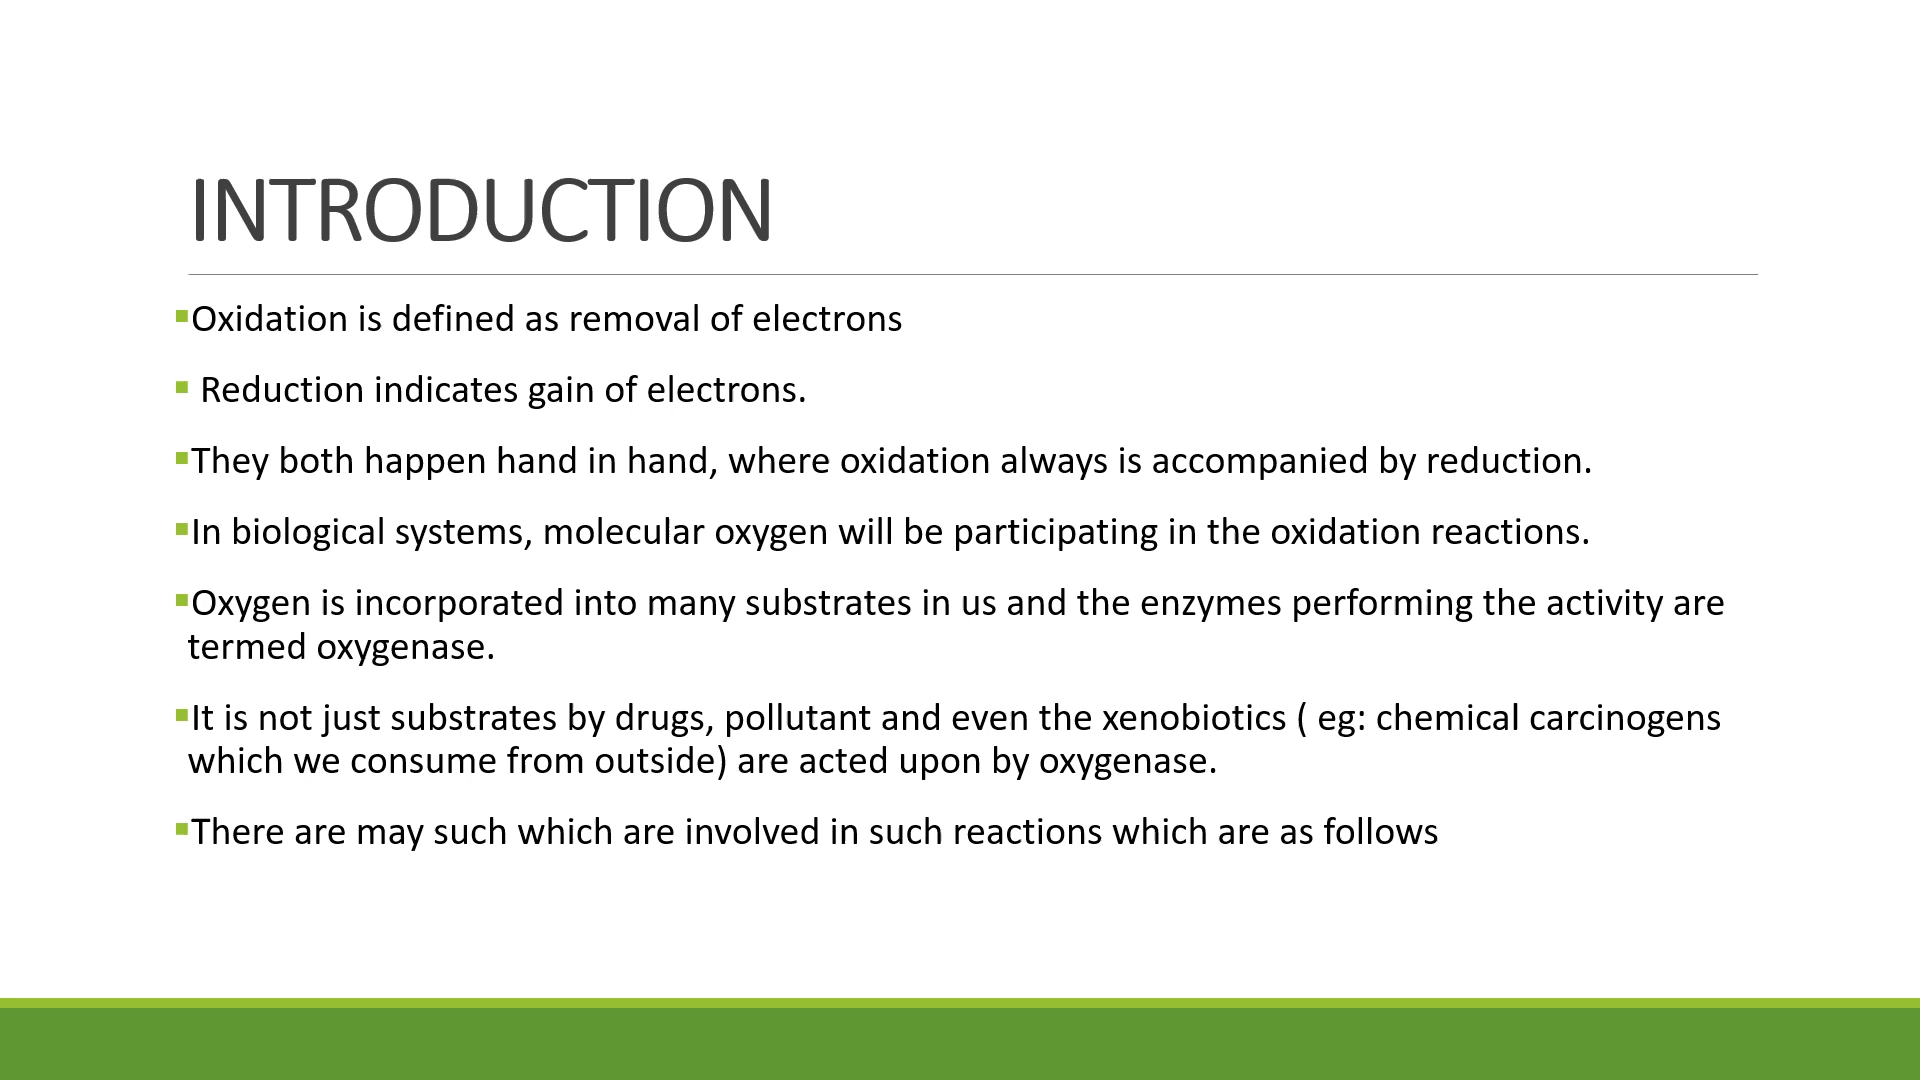 INTRODUCTION
▪Oxidation is defined as removal of electrons
▪ Reduction indicates gain of electrons.
▪They both happen hand in hand, where oxidation always is accompanied by reduction.
▪In biological systems, molecular oxygen will be participating in the oxidation reactions.
▪Oxygen is incorporated into many substrates in us and the enzymes performing the activity are
termed oxygenase.
▪It is not just substrates by drugs, pollutant and even the xenobiotics ( eg: chemical carcinogens
which we consume from outside) are acted upon by oxygenase.
▪There are may such which are involved in such reactions which are as follows